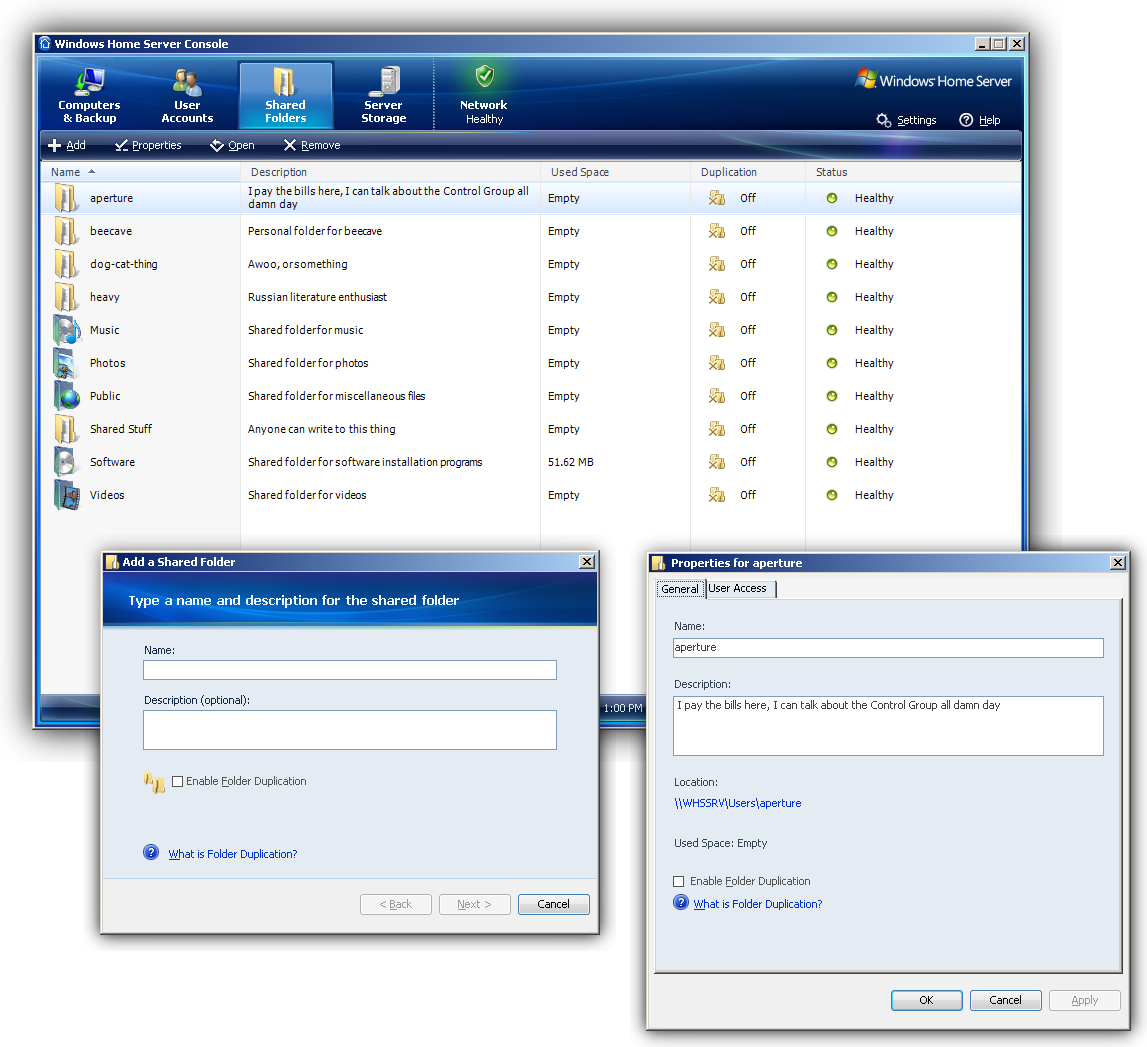 Windows Home Server Console
Computers & Backup
User Accounts
Shared Folders
Server Storage
Network
Healthy
Windows Home Server
Settings
Help
Add
Properties
Open
Remove
Name Description Used Space Duplication Status
aperture I pay the bills here, I can talk about the Control Group all damn day Empty Off Healthy
beecave Personal folder for beecave Empty Off Healthy
dog-cat-thing Awoo, or something Empty Off Healthy
heavy Russian literature enthusiast Empty Off Healthy
Music Shared folder for music Empty Off Healthy
Photos Shared folder for photos Empty Off Healthy
Public Shared folder for miscellaneous files Empty Off Healthy
Shared Stuff Anyone can write to this thing Empty Off Healthy
Software Shared folder for software installation programs 51.62 MB Off Healthy
Videos Shared folder for videos Empty Off Healthy
1:00 PM
Add a Shared Folder
Type a name and description for the shared folder
Name:
Description (optional):
Enable Folder Duplication
What is Folder Duplication?
< Back
Next >
Cancel
Properties for aperture
General
User Access
Name:
aperture
Description:
I pay the bills here, I can talk about the Control Group all damn day
Location:
\\WHSSRV\Users\aperture
Used Space: Empty
Enable Folder Duplication
What is Folder Duplication?
OK
Cancel
Apply